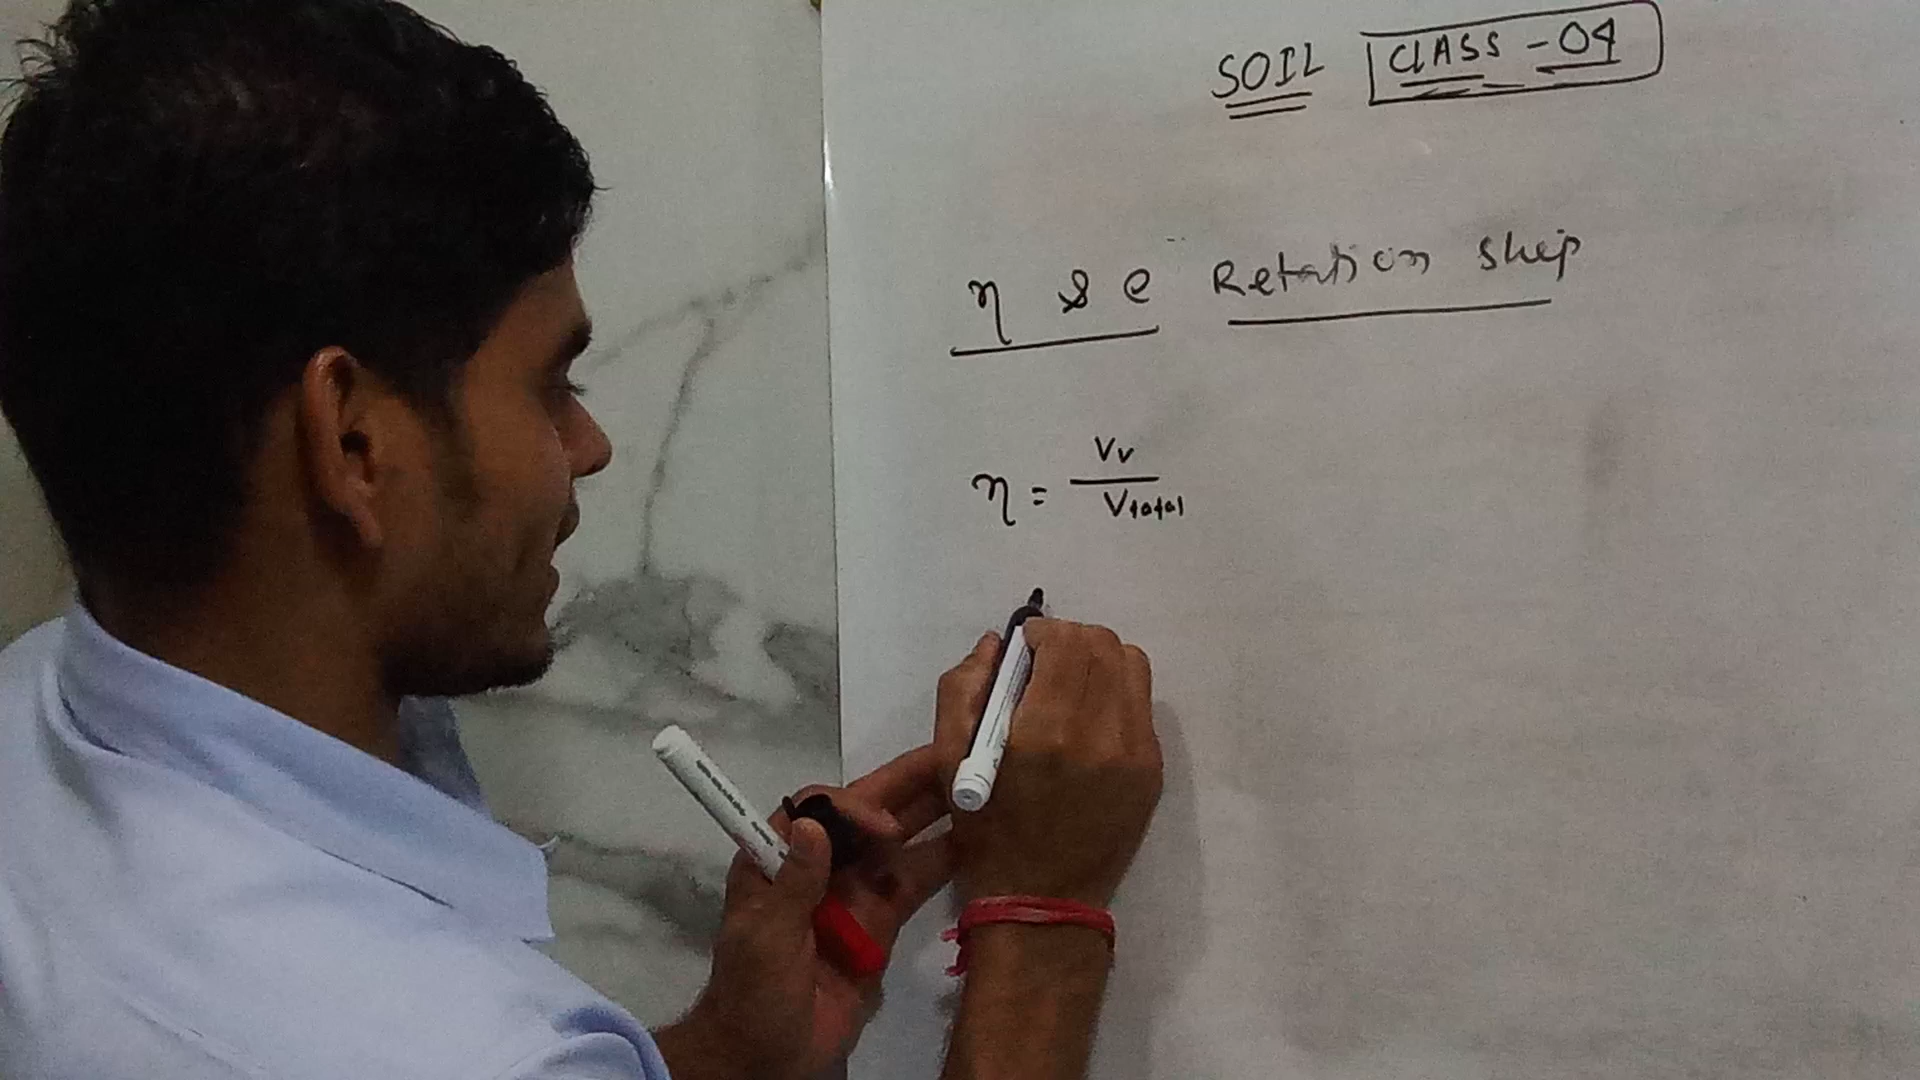 SOIL CLASS - 04
η & e Relation Ship
η = Vv / Vtotal